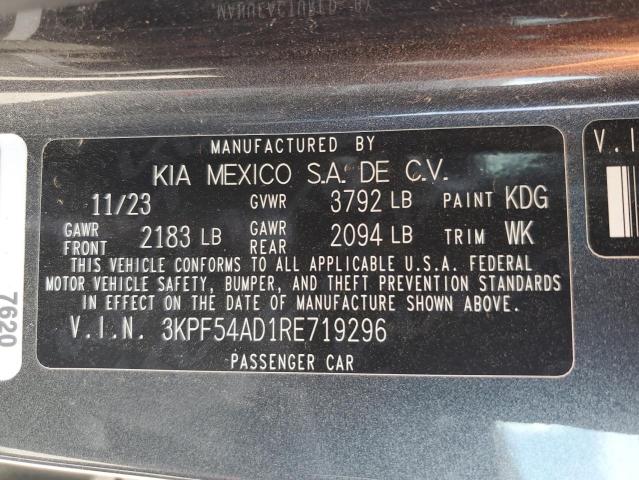 MANUFACTURED BY
KIA MEXICO S.A. DE C.V.
11/23 GVWR 3792 LB PAINT KDG
GAWR FRONT 2183 LB GAWR REAR 2094 LB TRIM WK
THIS VEHICLE CONFORMS TO ALL APPLICABLE U.S.A. FEDERAL
MOTOR VEHICLE SAFETY, BUMPER, AND THEFT PREVENTION STANDARDS
IN EFFECT ON THE DATE OF MANUFACTURE SHOWN ABOVE.
V.I.N. 3KPF54AD1RE719296
PASSENGER CAR
7620
V.I